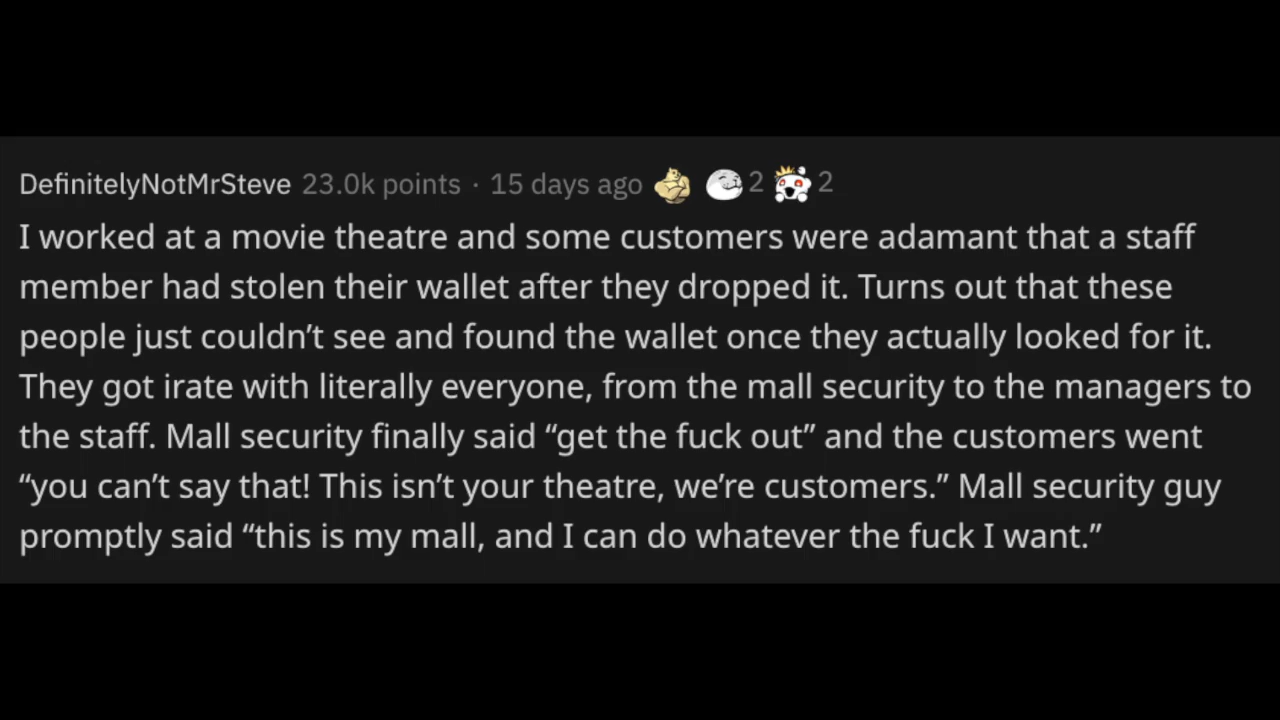 DefinitelyNotMrSteve 23.0k points · 15 days ago 2 2
I worked at a movie theatre and some customers were adamant that a staff
member had stolen their wallet after they dropped it. Turns out that these
people just couldn’t see and found the wallet once they actually looked for it.
They got irate with literally everyone, from the mall security to the managers to
the staff. Mall security finally said “get the fuck out” and the customers went
“you can’t say that! This isn’t your theatre, we’re customers.” Mall security guy
promptly said “this is my mall, and I can do whatever the fuck I want.”